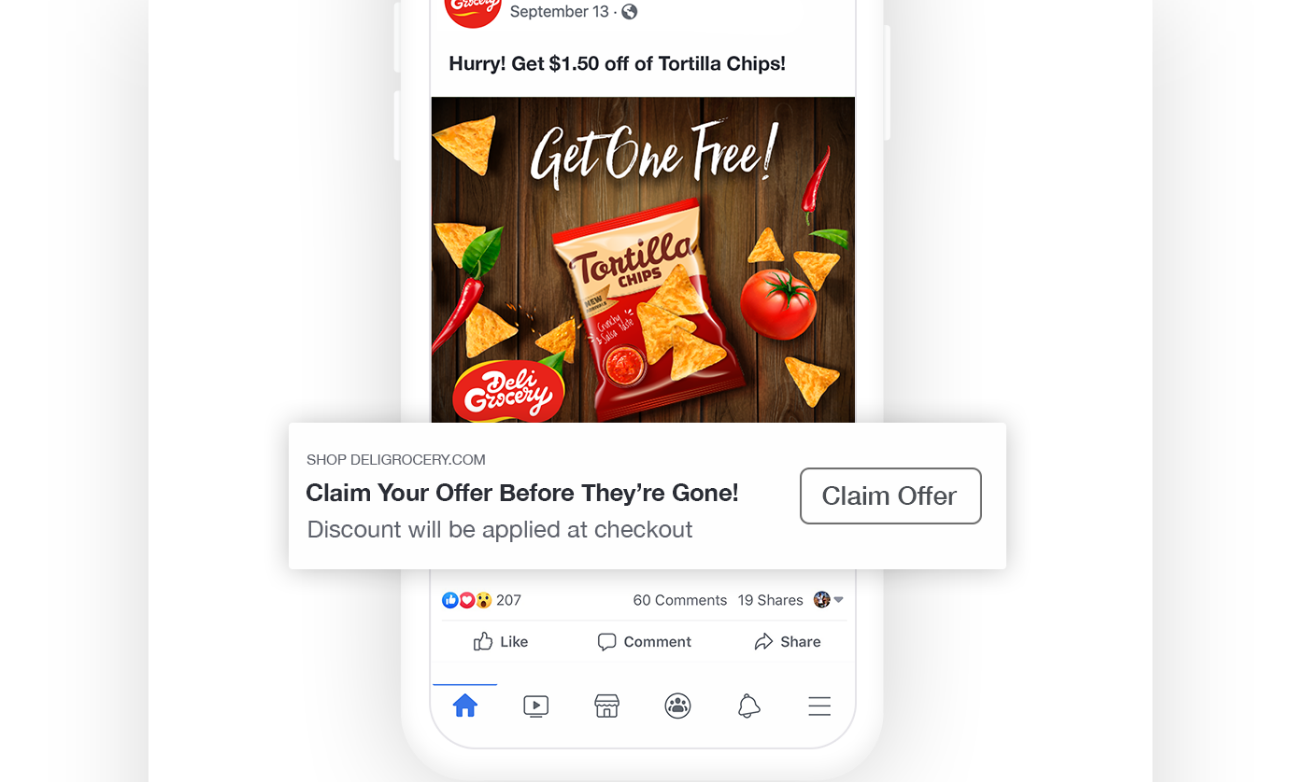 Grocery
September 13 ·
Hurry! Get $1.50 off of Tortilla Chips!
Get One Free!
Tortilla
CHIPS
NEW
Crunchy
& Salsa Taste
Deli
Grocery
SHOP DELIGROCERY.COM
Claim Your Offer Before They’re Gone!
Discount will be applied at checkout
Claim Offer
207
60 Comments 19 Shares
Like Comment Share